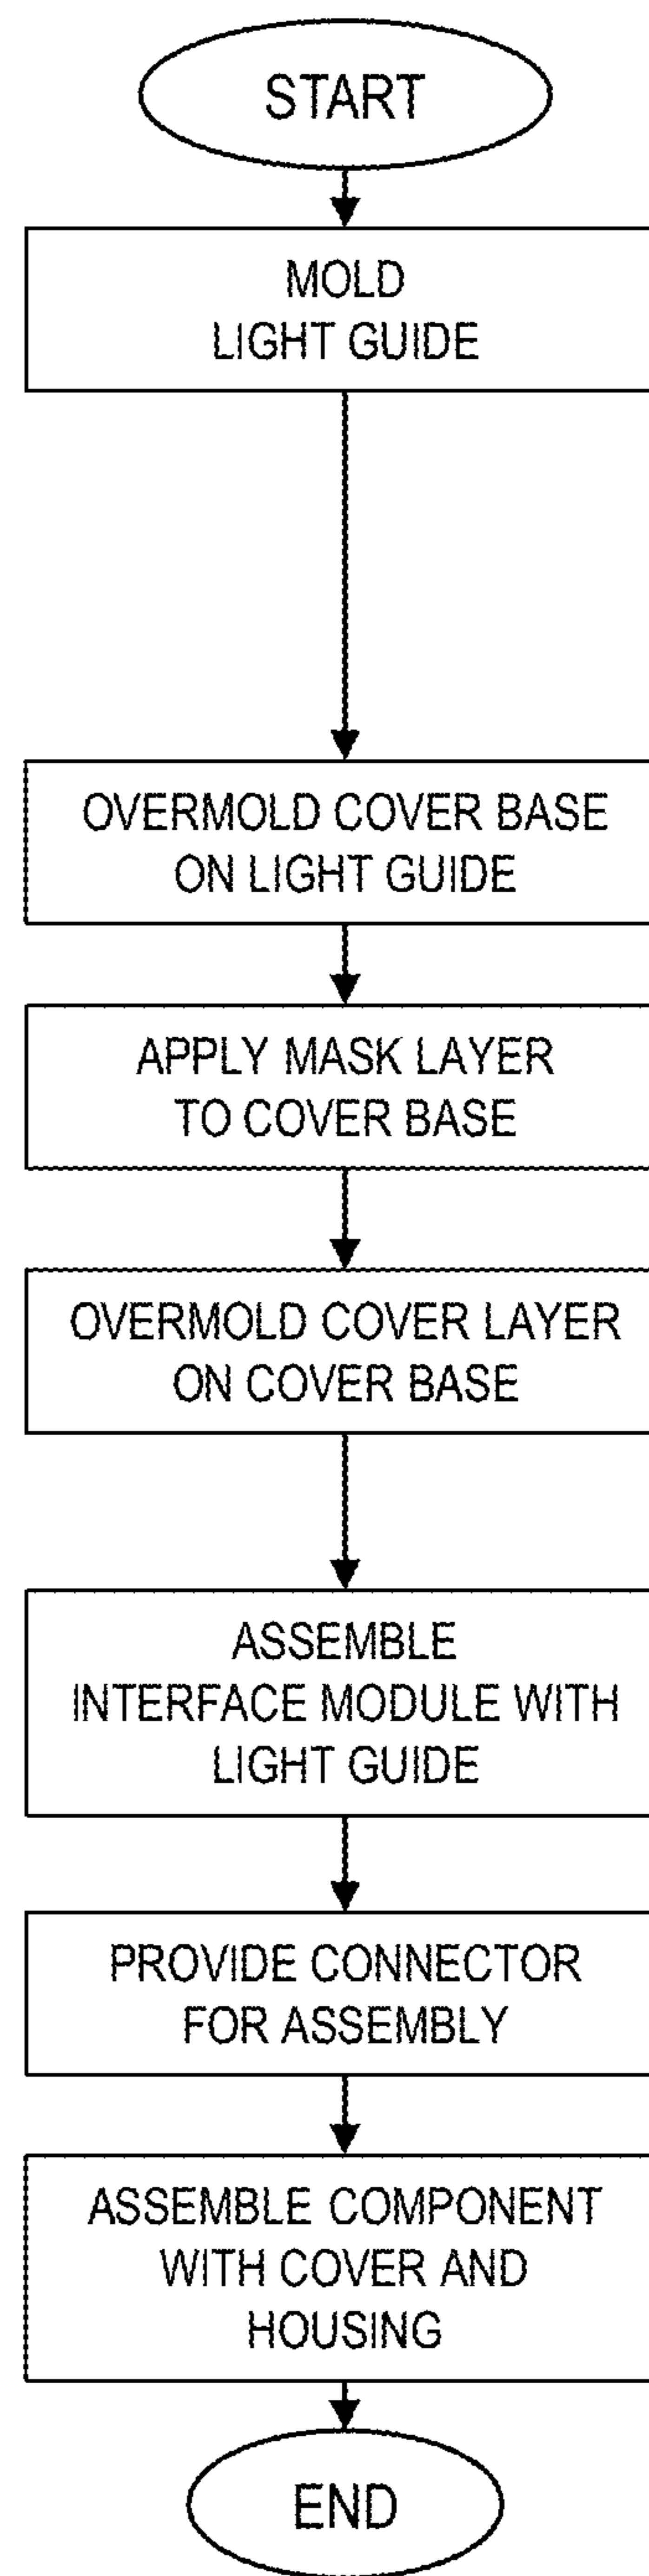 START
MOLD
LIGHT GUIDE
OVERMOLD COVER BASE
ON LIGHT GUIDE
APPLY MASK LAYER
TO COVER BASE
OVERMOLD COVER LAYER
ON COVER BASE
ASSEMBLE
INTERFACE MODULE WITH
LIGHT GUIDE
PROVIDE CONNECTOR
FOR ASSEMBLY
ASSEMBLE COMPONENT
WITH COVER AND
HOUSING
END